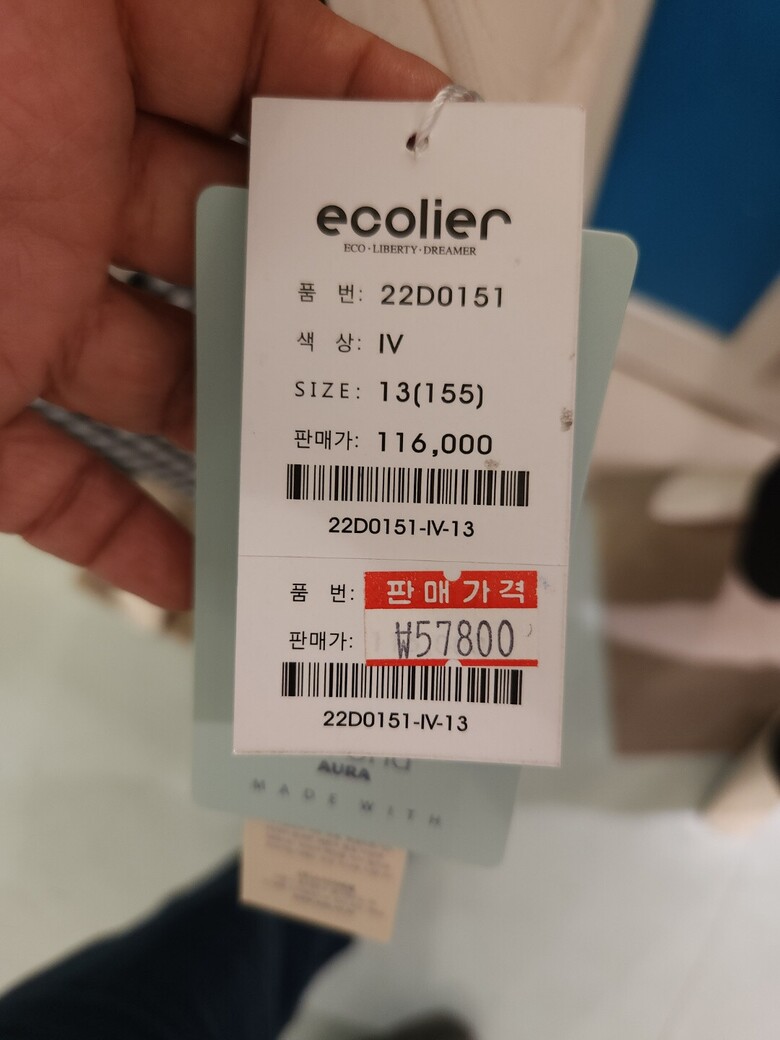 ecolier
ECO·LIBERTY·DREAMER
품 번: 22D0151
색 상: IV
SIZE: 13(155)
판매가: 116,000
22D0151-IV-13
품 번: 판매가격
판매가: ₩57800
22D0151-IV-13
AURA
MADE WITH